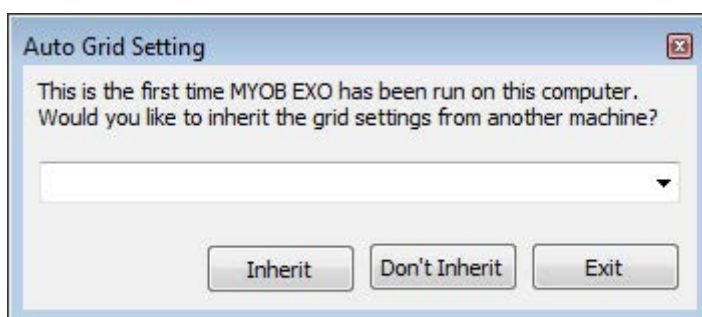 Auto Grid Setting
This is the first time MYOB EXO has been run on this computer.
Would you like to inherit the grid settings from another machine?
Inherit
Don't Inherit
Exit